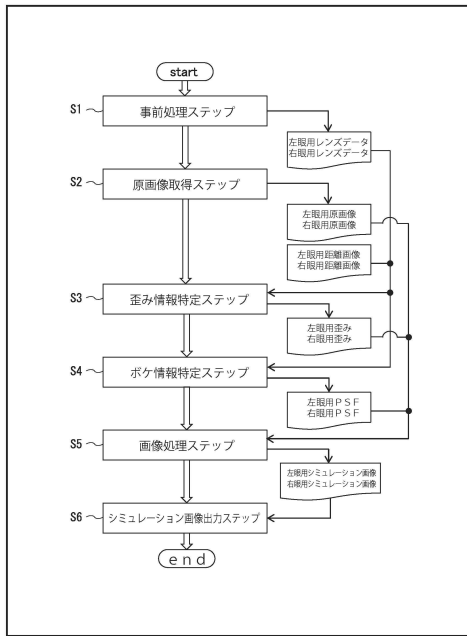 start
S1
事前処理ステップ
左眼用レンズデータ
右眼用レンズデータ
S2
原画像取得ステップ
左眼用原画像
右眼用原画像
左眼用距離画像
右眼用距離画像
S3
歪み情報特定ステップ
左眼用歪み
右眼用歪み
S4
ボケ情報特定ステップ
左眼用PSF
右眼用PSF
S5
画像処理ステップ
左眼用シミュレーション画像
右眼用シミュレーション画像
S6
シミュレーション画像出力ステップ
end